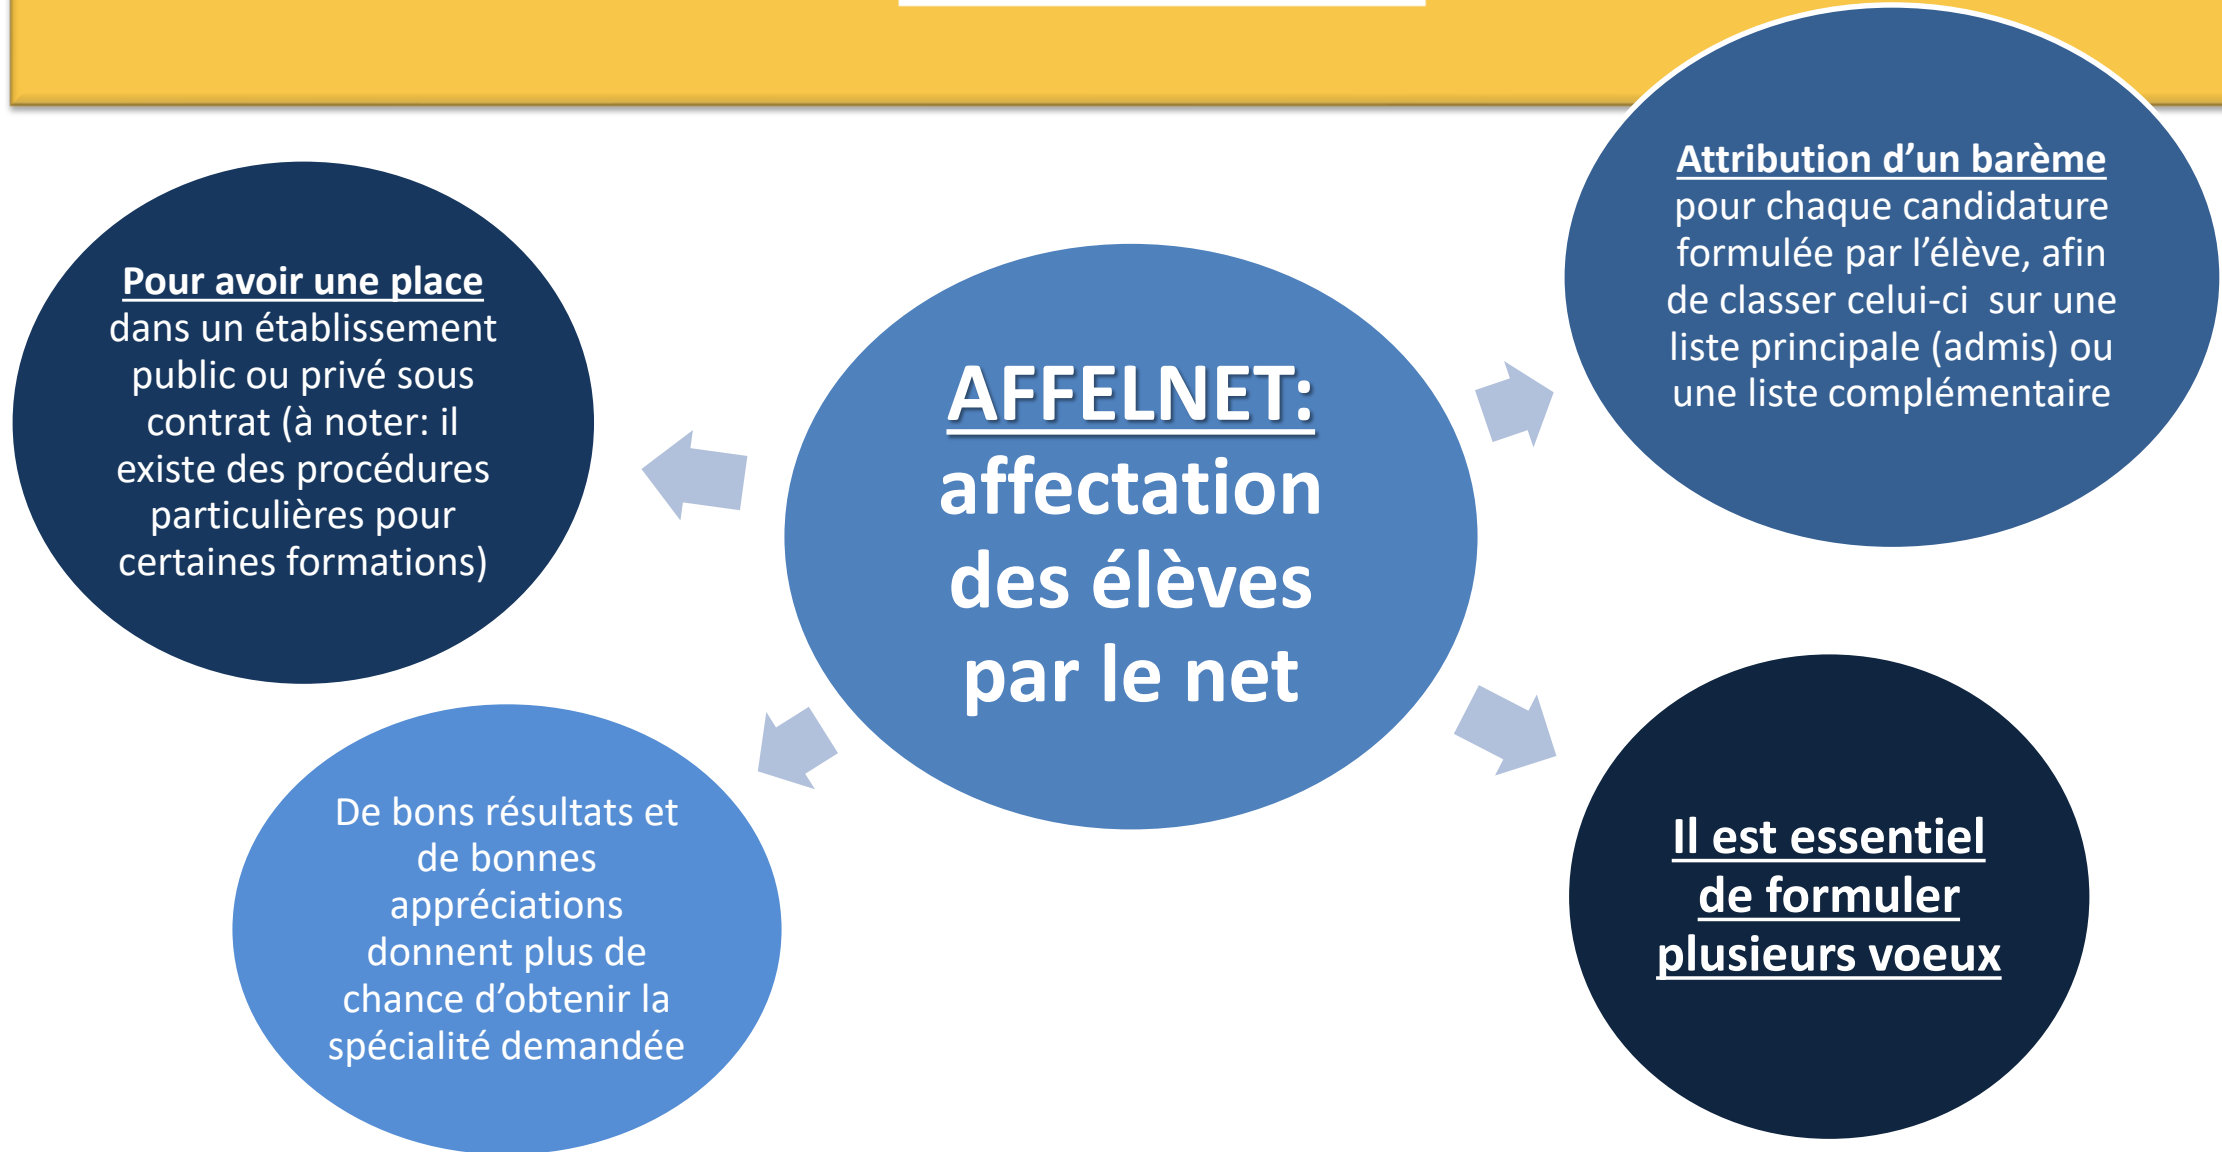 Attribution d’un barème
pour chaque candidature
formulée par l’élève, afin
de classer celui-ci  sur une
liste principale (admis) ou
une liste complémentaire
Pour avoir une place
dans un établissement
public ou privé sous
contrat (à noter: il
existe des procédures
particulières pour
certaines formations)
AFFELNET:
affectation
des élèves
par le net
De bons résultats et
de bonnes
appréciations
donnent plus de
chance d’obtenir la
spécialité demandée
Il est essentiel
de formuler
plusieurs voeux